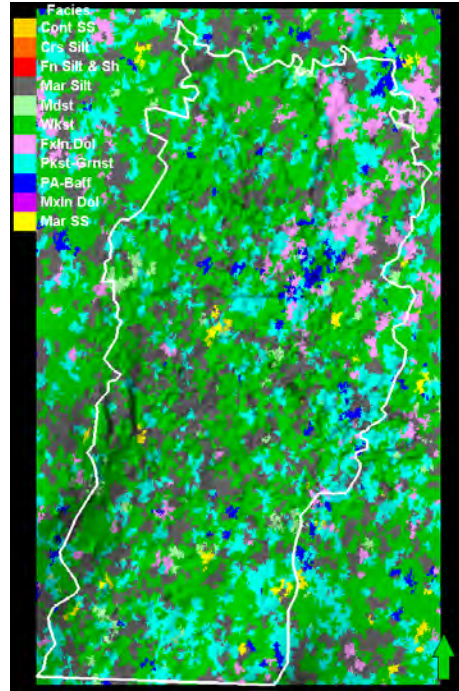 Facies
Cont SS
Crs Silt
Fn Silt & Sh
Mar Silt
Mdst
Wkst
Fxln Dol
Pkst-Grnst
PA-Baff
Mxln Dol
Mar SS